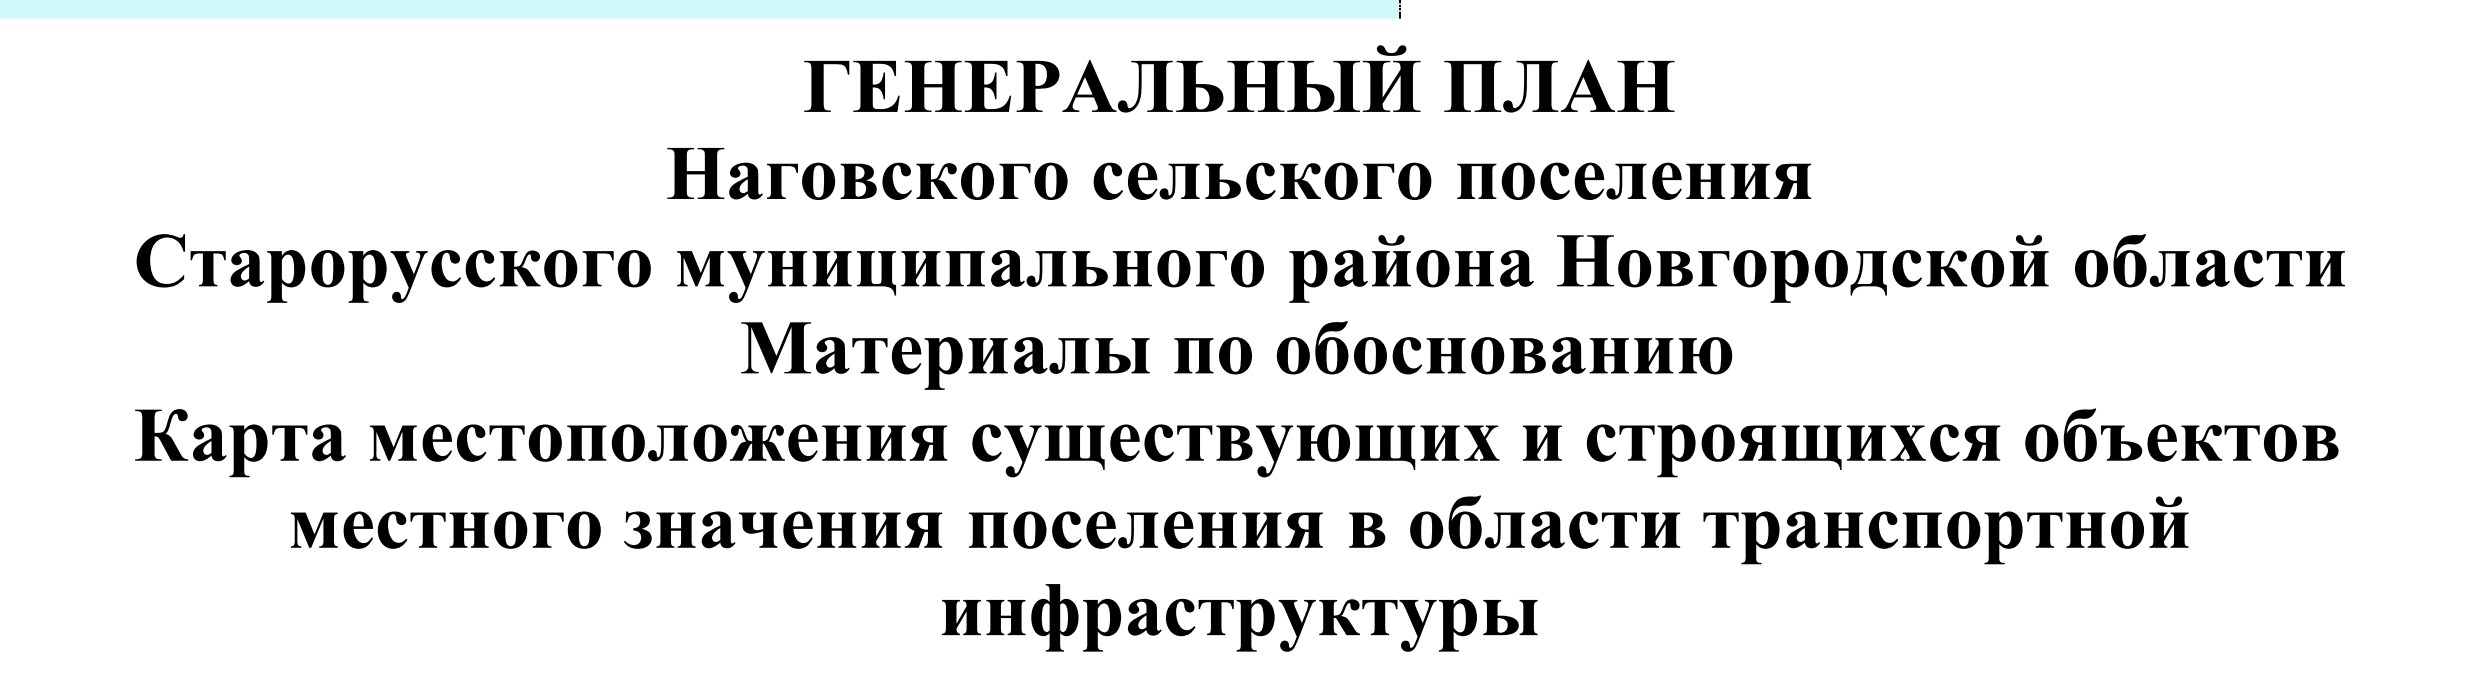 ГЕНЕРАЛЬНЫЙ ПЛАН
Наговского сельского поселения
Старорусского муниципального района Новгородской области
Материалы по обоснованию
Карта местоположения существующих и строящихся объектов
местного значения поселения в области транспортной
инфраструктуры